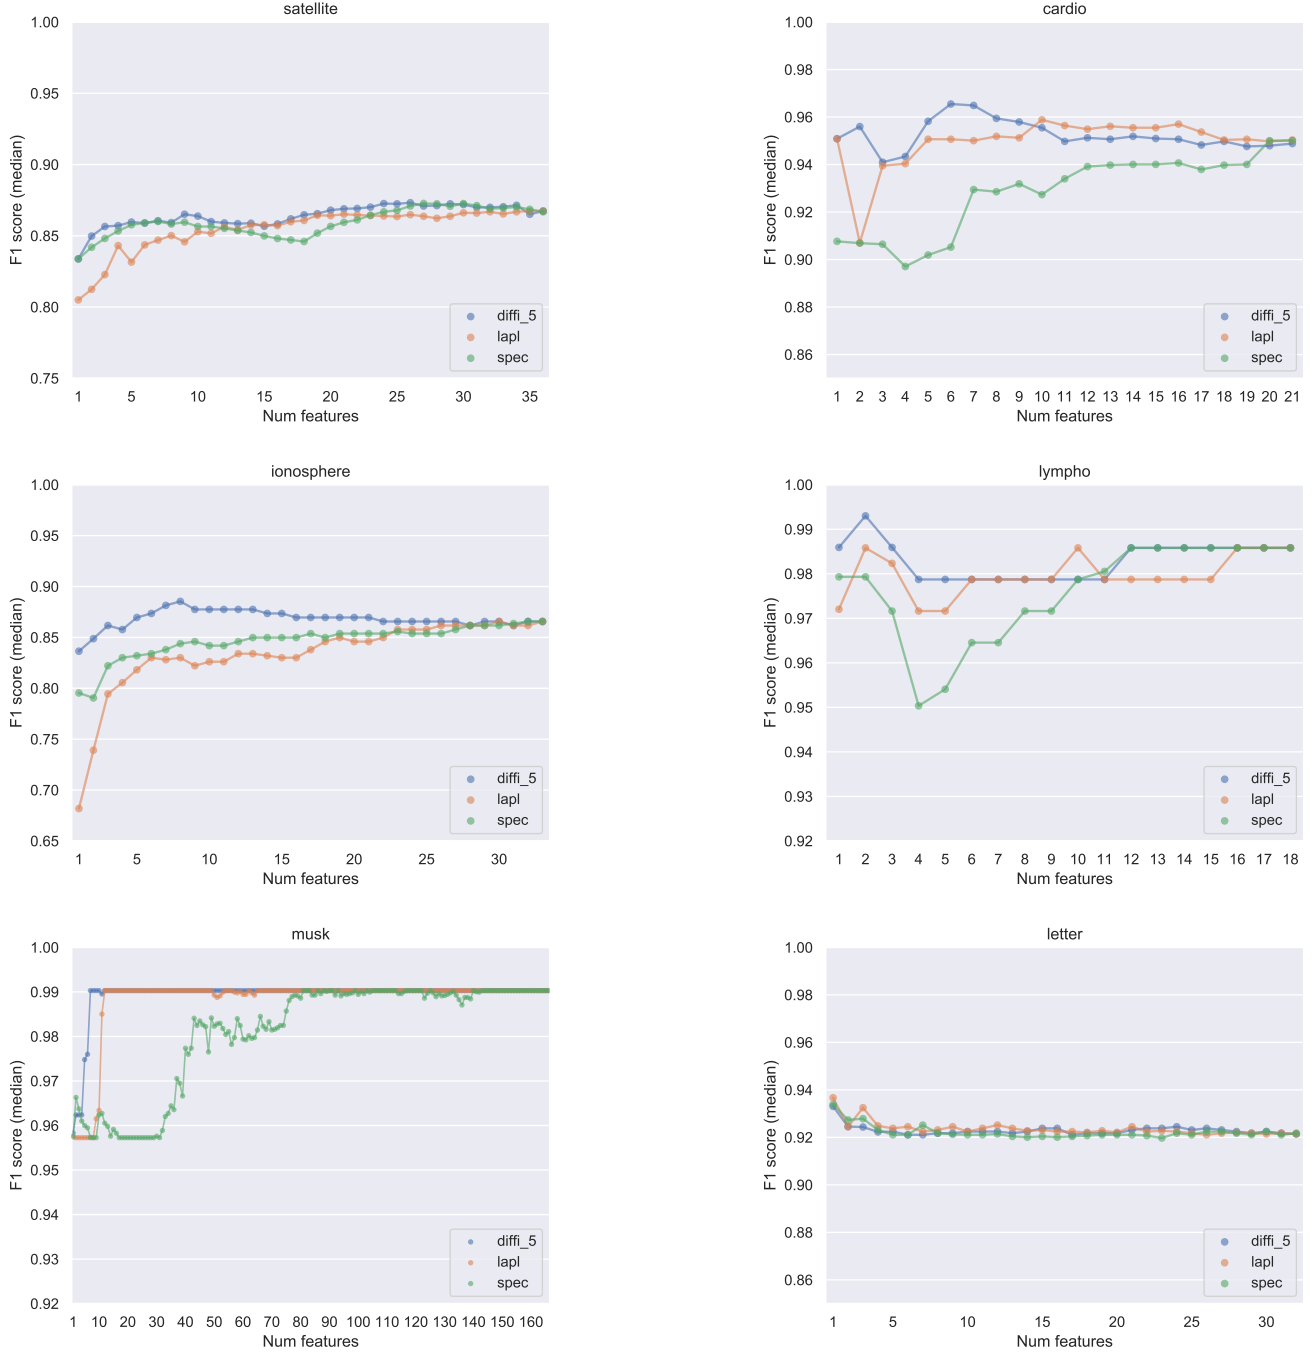 satellite
1.00
0.95
0.90
0.85
0.80
0.75
F1 score (median)
1 5 10 15 20 25 30 35
Num features
diffi_5
lapl
spec
cardio
1.00
0.98
0.96
0.94
0.92
0.90
0.88
0.86
F1 score (median)
1 2 3 4 5 6 7 8 9 10 11 12 13 14 15 16 17 18 19 20 21
Num features
diffi_5
lapl
spec
ionosphere
1.00
0.95
0.90
0.85
0.80
0.75
0.70
0.65
F1 score (median)
1 5 10 15 20 25 30
Num features
diffi_5
lapl
spec
lympho
1.00
0.99
0.98
0.97
0.96
0.95
0.94
0.93
0.92
F1 score (median)
1 2 3 4 5 6 7 8 9 10 11 12 13 14 15 16 17 18
Num features
diffi_5
lapl
spec
musk
1.00
0.99
0.98
0.97
0.96
0.95
0.94
0.93
0.92
F1 score (median)
1 10 20 30 40 50 60 70 80 90 100 110 120 130 140 150 160
Num features
diffi_5
lapl
spec
letter
1.00
0.98
0.96
0.94
0.92
0.90
0.88
0.86
F1 score (median)
1 5 10 15 20 25 30
Num features
diffi_5
lapl
spec